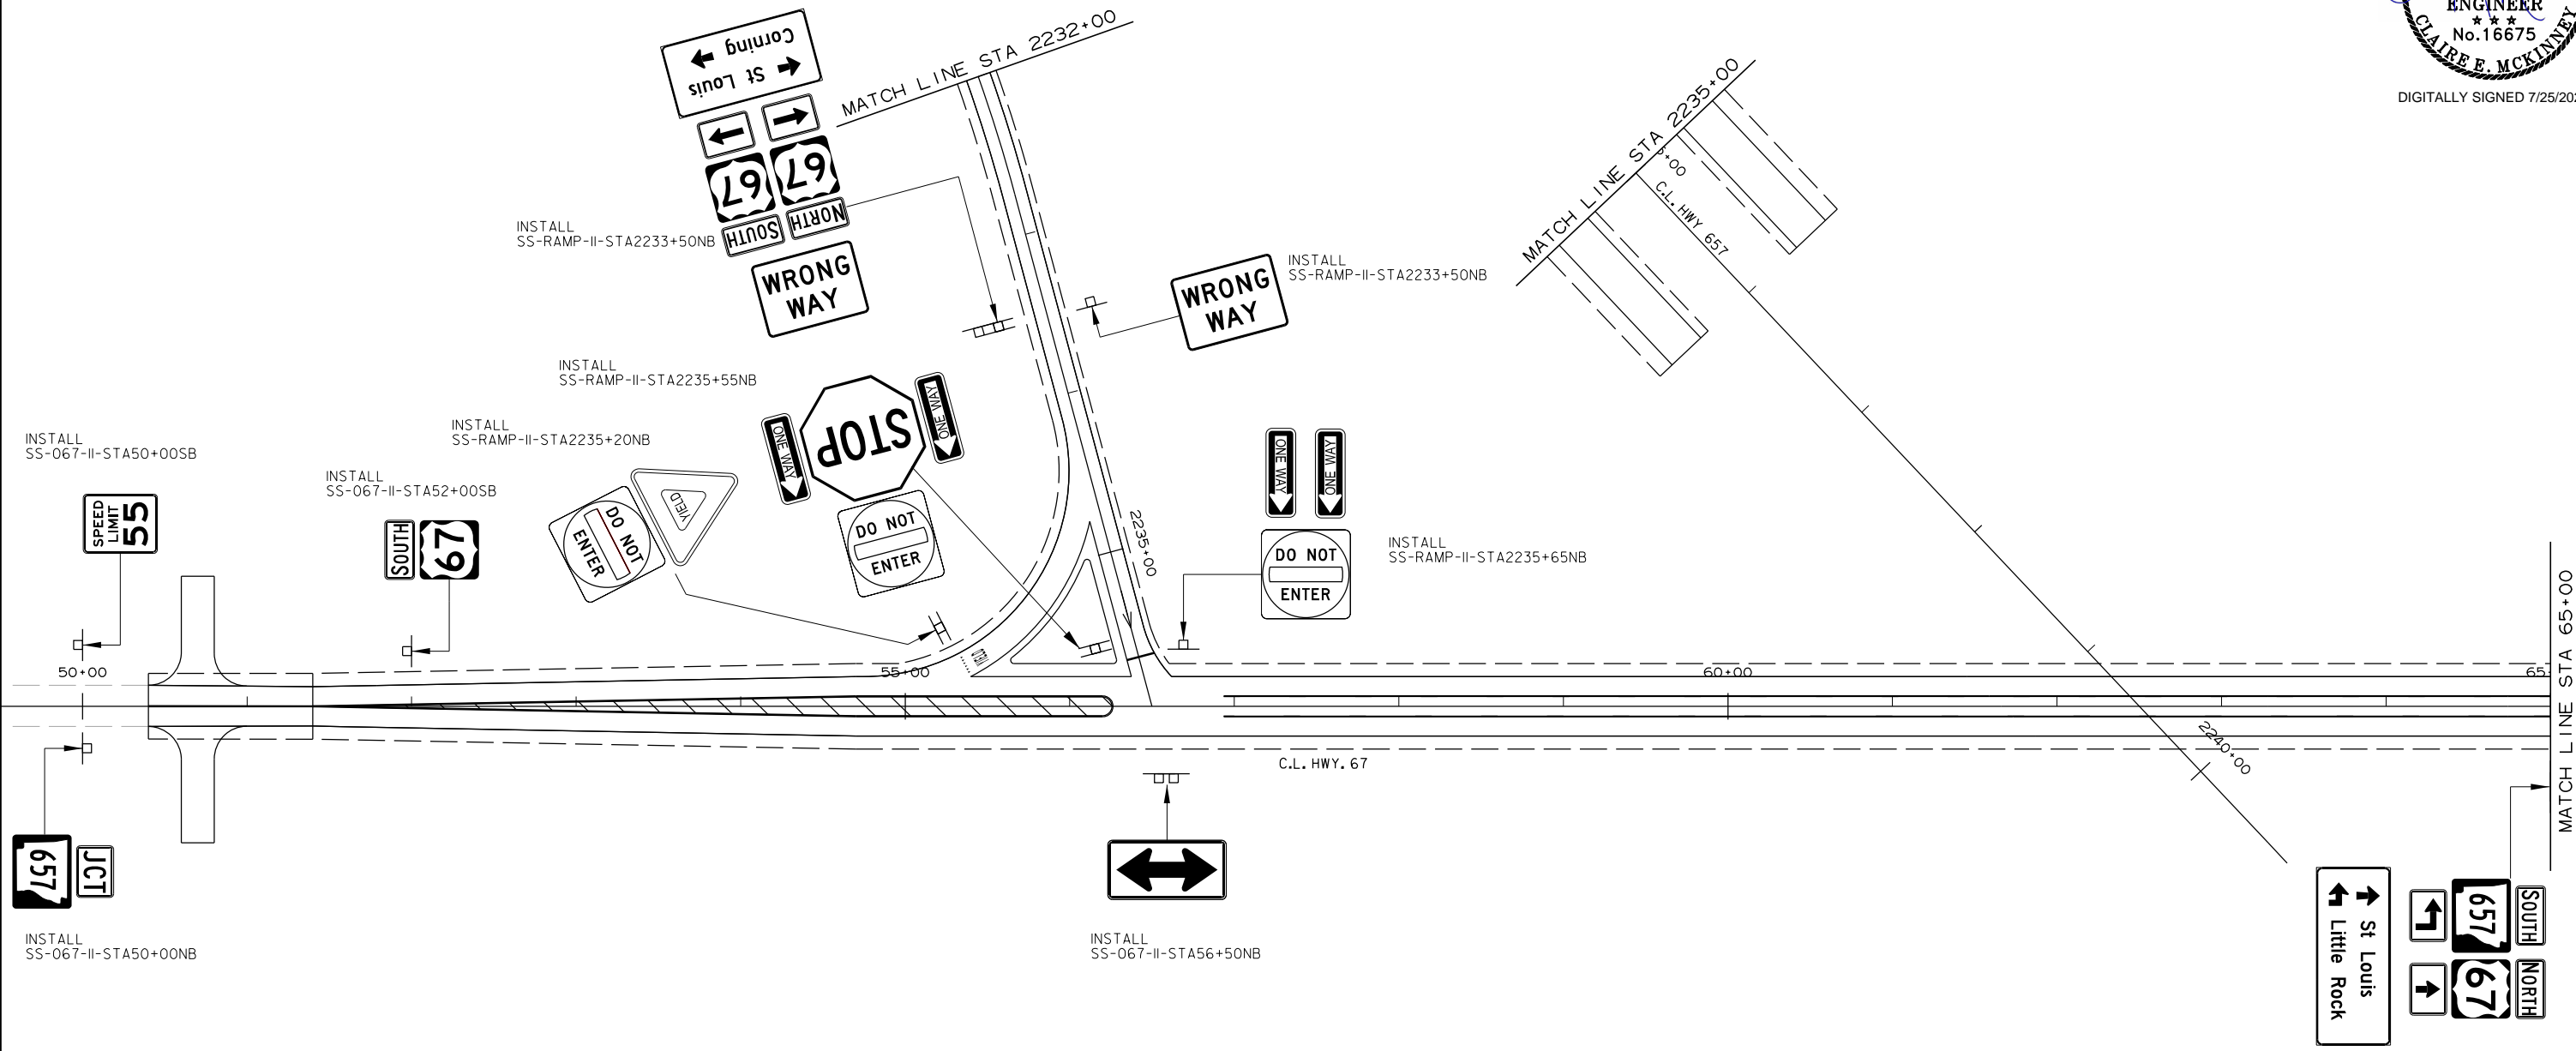 ENGINEER
★ ★ ★
No.16675
CLAIRE E. MCKINNEY
DIGITALLY SIGNED 7/25/202
Corning
St Louis
MATCH LINE STA 2232+00
67
67
SOUTH
NORTH
INSTALL
SS-RAMP-II-STA2233+50NB
WRONG
WAY
WRONG
WAY
INSTALL
SS-RAMP-II-STA2233+50NB
MATCH LINE STA 2235+00
5+00
C.L. HWY 657
INSTALL
SS-RAMP-II-STA2235+55NB
ONE WAY
STOP
ONE WAY
INSTALL
SS-RAMP-II-STA2235+20NB
YIELD
DO NOT
ENTER
DO NOT
ENTER
INSTALL
SS-067-II-STA50+00SB
SPEED
LIMIT
55
INSTALL
SS-067-II-STA52+00SB
SOUTH
67
2235+00
ONE WAY
ONE WAY
DO NOT
ENTER
INSTALL
SS-RAMP-II-STA2235+65NB
50+00
55+00
60+00
65
MATCH LINE STA 65+00
2240+00
C.L. HWY. 67
JCT
657
INSTALL
SS-067-II-STA50+00NB
INSTALL
SS-067-II-STA56+50NB
St Louis
Little Rock
SOUTH
657
NORTH
67